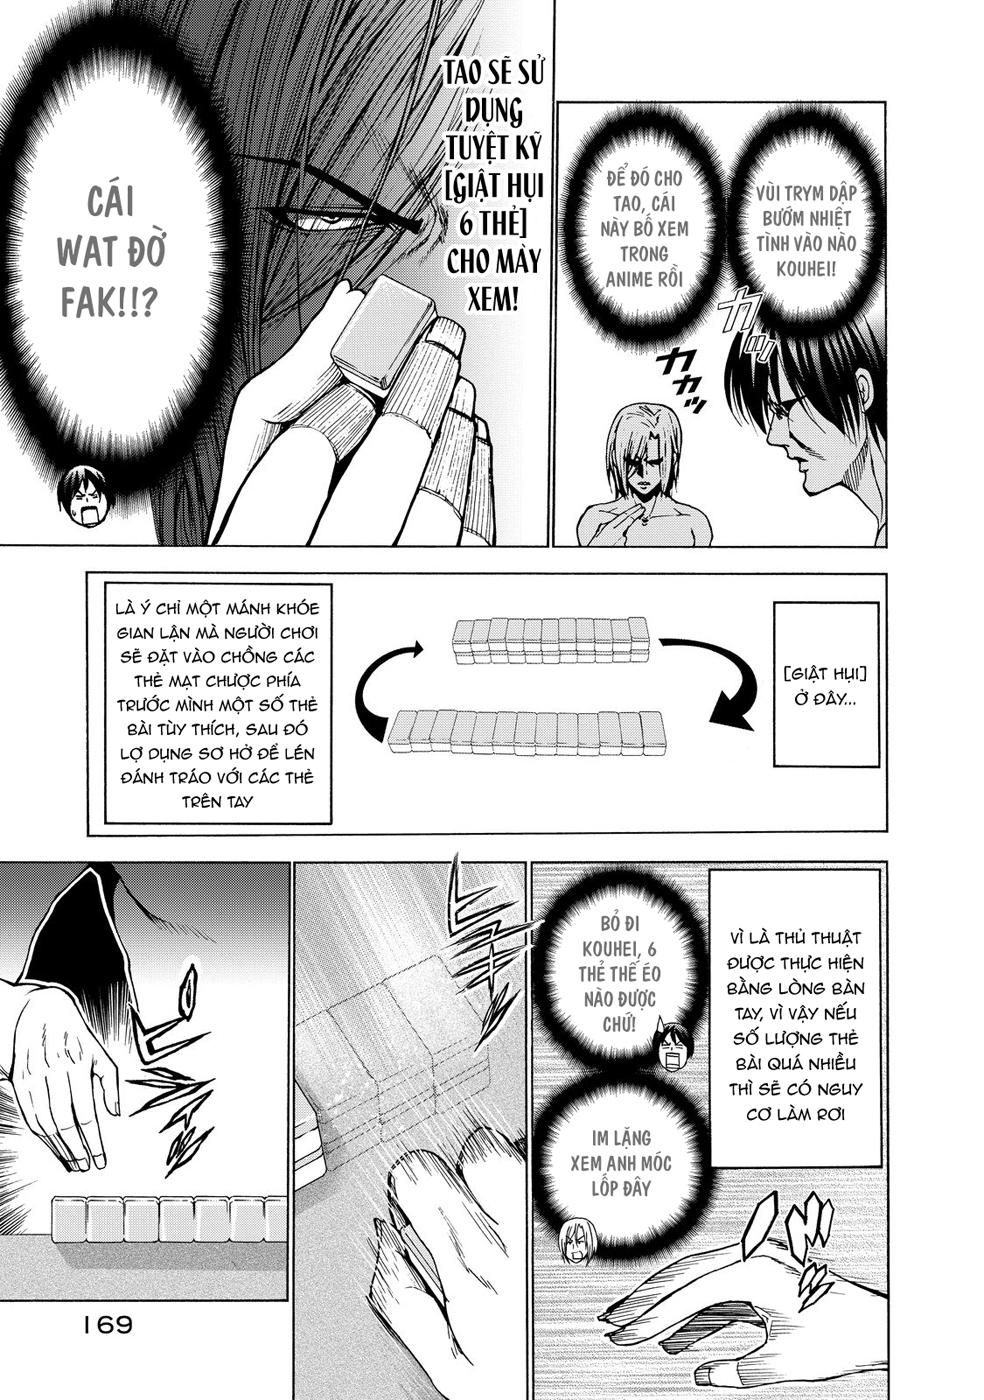 VÙI TRYM DẬP
BƯỚM NHIỆT
TÌNH VÀO NÀO
KOUHEI!
ĐỂ ĐÓ CHO
TAO, CÁI
NÀY BỐ XEM
TRONG
ANIME RỒI
カッ
カカッ
TAO SẼ SỬ
DỤNG
TUYỆT KỸ
[GIẬT HỤI
6 THẺ]
CHO MÀY
XEM!
CÁI
WAT ĐỜ
FAK!!?
[GIẬT HỤI]
Ở ĐÂY...
LÀ Ý CHỈ MỘT MÁNH KHÓE
GIAN LẬN MÀ NGƯỜI CHƠI
SẼ ĐẶT VÀO CHỒNG CÁC
THẺ MẠT CHƯỢC PHÍA
TRƯỚC MÌNH MỘT SỐ THẺ
BÀI TÙY THÍCH, SAU ĐÓ
LỢ DỤNG SƠ HỞ ĐỂ LÉN
ĐÁNH TRÁO VỚI CÁC THẺ
TRÊN TAY
VÌ LÀ THỦ THUẬT
ĐƯỢC THỰC HIỆN
BẰNG LÒNG BÀN
TAY, VÌ VẬY NẾU
SỐ LƯỢNG THẺ
BÀI QUÁ NHIỀU
THÌ SẼ CÓ NGUY
CƠ LÀM RƠI
BỎ ĐI
KOUHEI, 6
THẺ THẾ ÉO
NÀO ĐƯỢC
CHỨ!
IM LẶNG
XEM ANH MÓC
LỐP ĐÂY
169